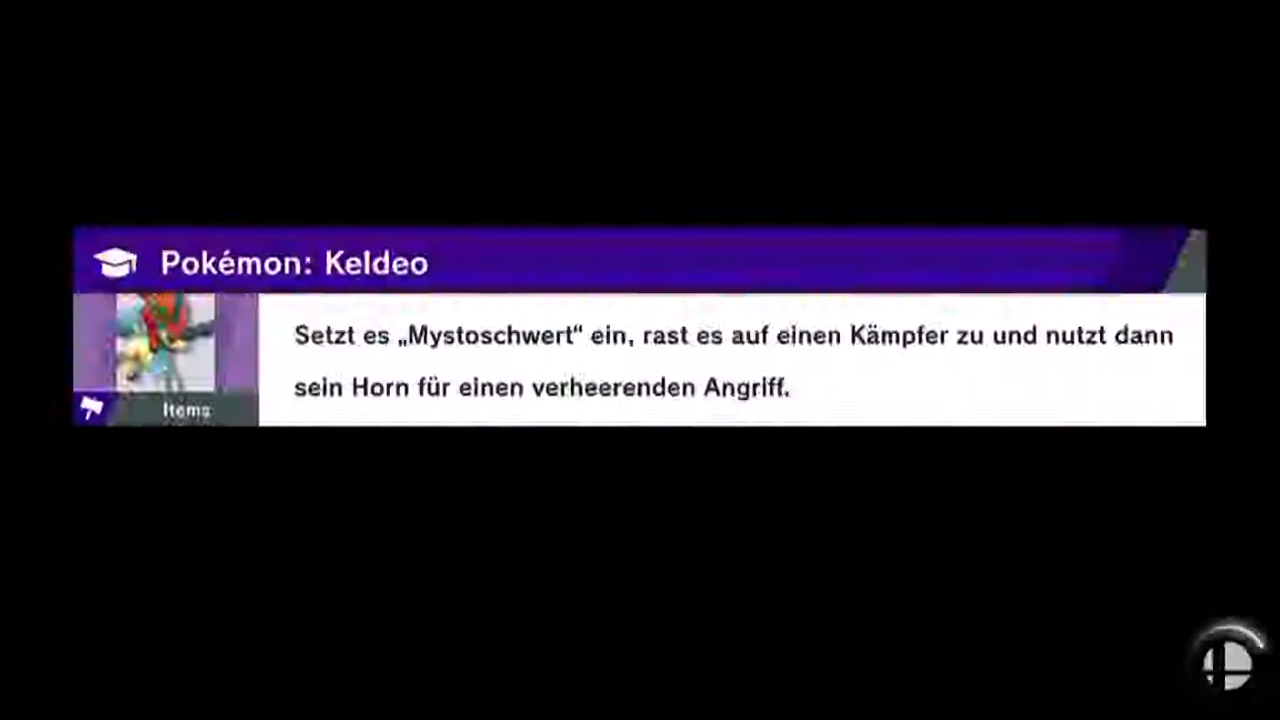 Pokémon: Keldeo
Setzt es „Mystoschwert“ ein, rast es auf einen Kämpfer zu und nutzt dann
sein Horn für einen verheerenden Angriff.
Items